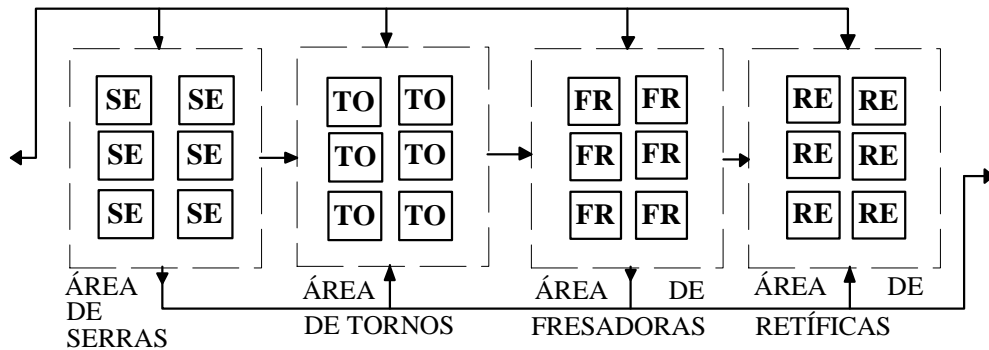 SE SE TO TO FR FR RE RE
SE SE TO TO FR FR RE RE
SE SE TO TO FR FR RE RE
ÁREA DE SERRAS
ÁREA DE TORNOS
ÁREA DE FRESADORAS
ÁREA DE RETÍFICAS